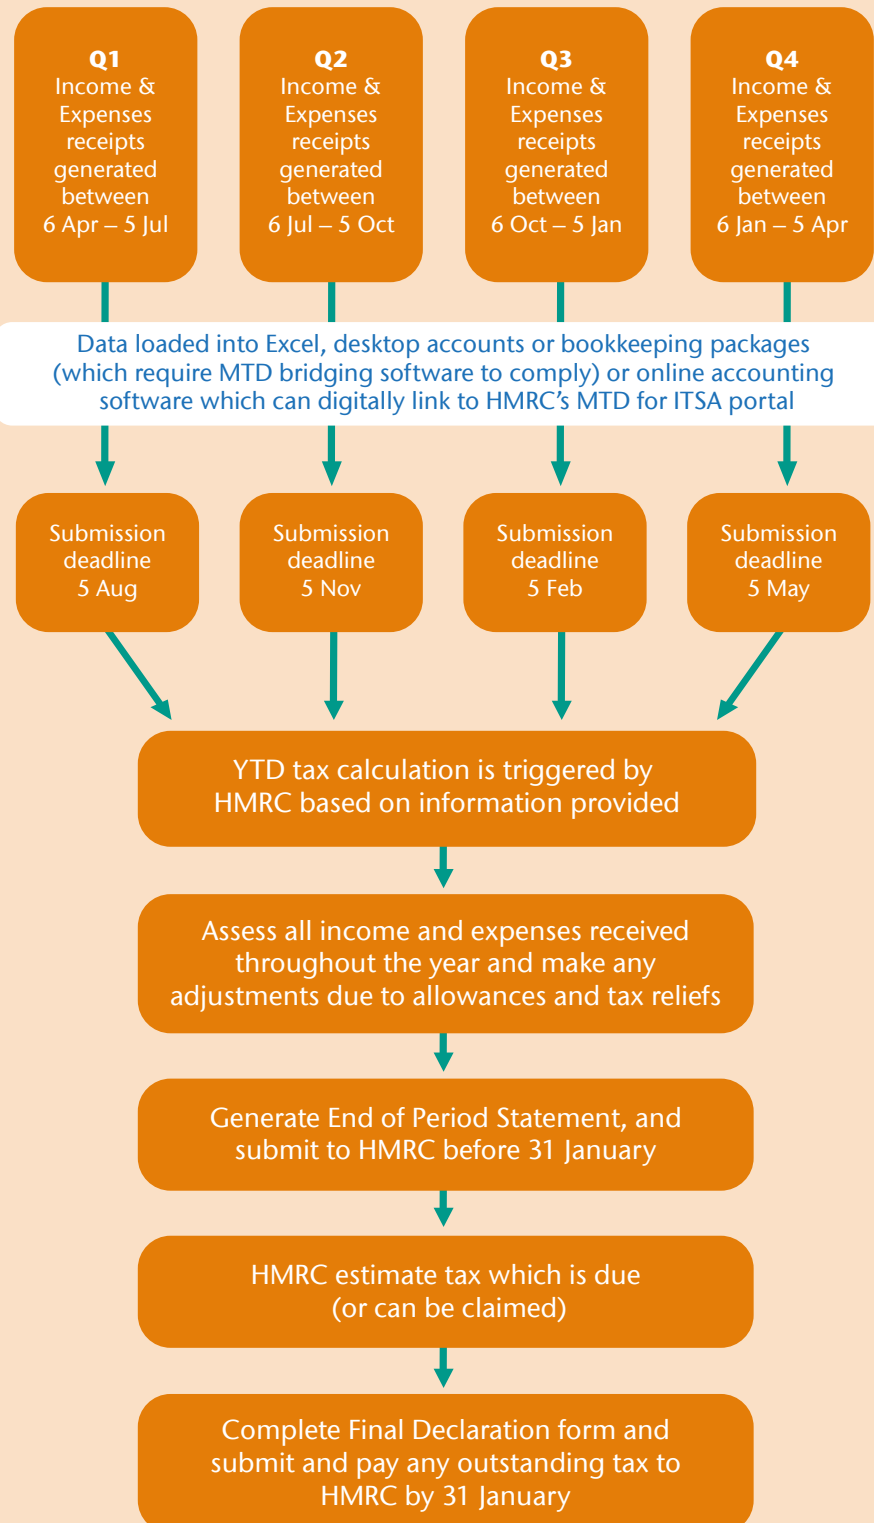 Q1
Income &
Expenses
receipts
generated
between
6 Apr – 5 Jul
Q2
Income &
Expenses
receipts
generated
between
6 Jul – 5 Oct
Q3
Income &
Expenses
receipts
generated
between
6 Oct – 5 Jan
Q4
Income &
Expenses
receipts
generated
between
6 Jan – 5 Apr
Data loaded into Excel, desktop accounts or bookkeeping packages
(which require MTD bridging software to comply) or online accounting
software which can digitally link to HMRC’s MTD for ITSA portal
Submission
deadline
5 Aug
Submission
deadline
5 Nov
Submission
deadline
5 Feb
Submission
deadline
5 May
YTD tax calculation is triggered by
HMRC based on information provided
Assess all income and expenses received
throughout the year and make any
adjustments due to allowances and tax reliefs
Generate End of Period Statement, and
submit to HMRC before 31 January
HMRC estimate tax which is due
(or can be claimed)
Complete Final Declaration form and
submit and pay any outstanding tax to
HMRC by 31 January